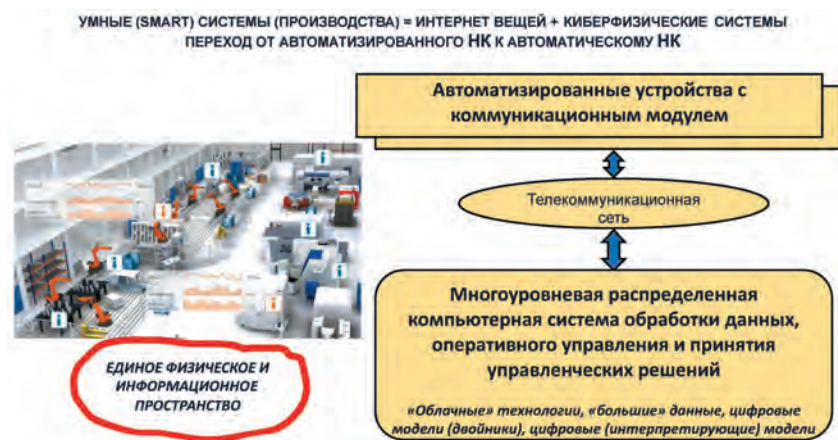 УМНЫЕ (SMART) СИСТЕМЫ (ПРОИЗВОДСТВА) = ИНТЕРНЕТ ВЕЩЕЙ + КИБЕРФИЗИЧЕСКИЕ СИСТЕМЫ
ПЕРЕХОД ОТ АВТОМАТИЗИРОВАННОГО НК К АВТОМАТИЧЕСКОМУ НК
Автоматизированные устройства с
коммуникационным модулем
Телекоммуникационная
сеть
Многоуровневая распределенная
компьютерная система обработки данных,
оперативного управления и принятия
управленческих решений
«Облачные» технологии, «большие» данные, цифровые
модели (двойники), цифровые (интерпретирующие) модели
ЕДИНОЕ ФИЗИЧЕСКОЕ И
ИНФОРМАЦИОННОЕ
ПРОСТРАНСТВО